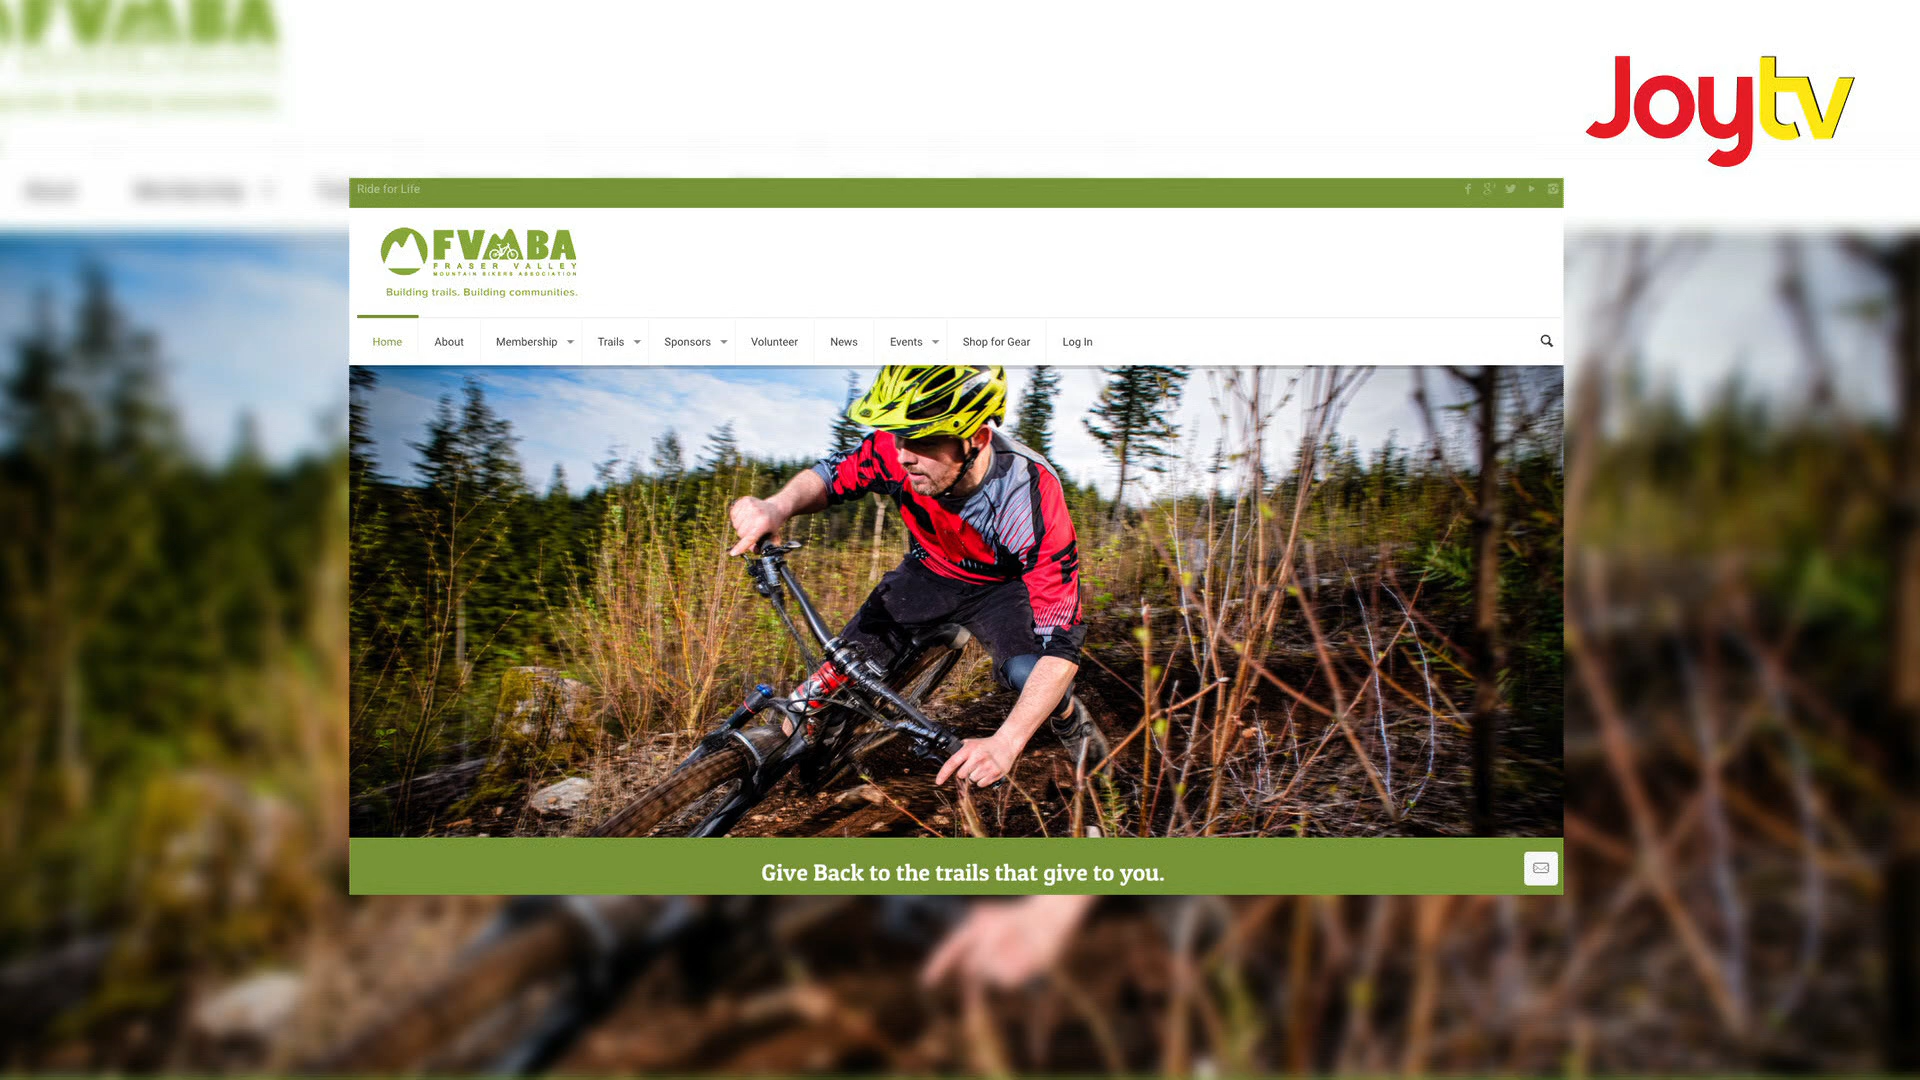 Joytv
Ride for Life
FVMBA
FRASER VALLEY
MOUNTAIN BIKERS ASSOCIATION
Building trails. Building communities.
Home About Membership Trails Sponsors Volunteer News Events Shop for Gear Log In
Give Back to the trails that give to you.